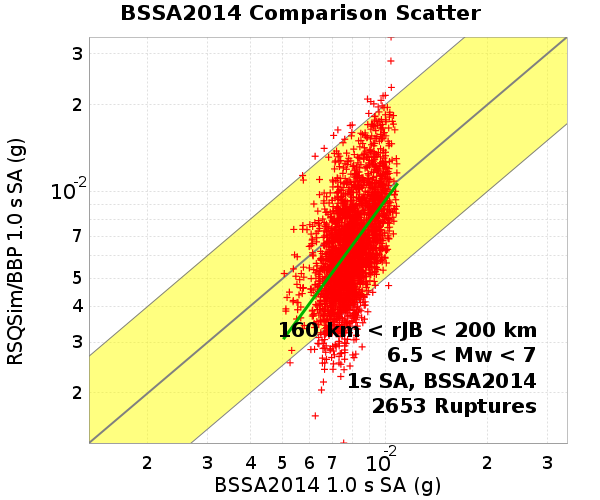 BSSA2014 Comparison Scatter
RSQSim/BBP 1.0 s SA (g)
3
2
10-2
7
5
4
3
2
160 km < rJB < 200 km
6.5 < Mw < 7
1s SA, BSSA2014
2653 Ruptures
2 3 4 5 6 7 10-2 2 3
BSSA2014 1.0 s SA (g)